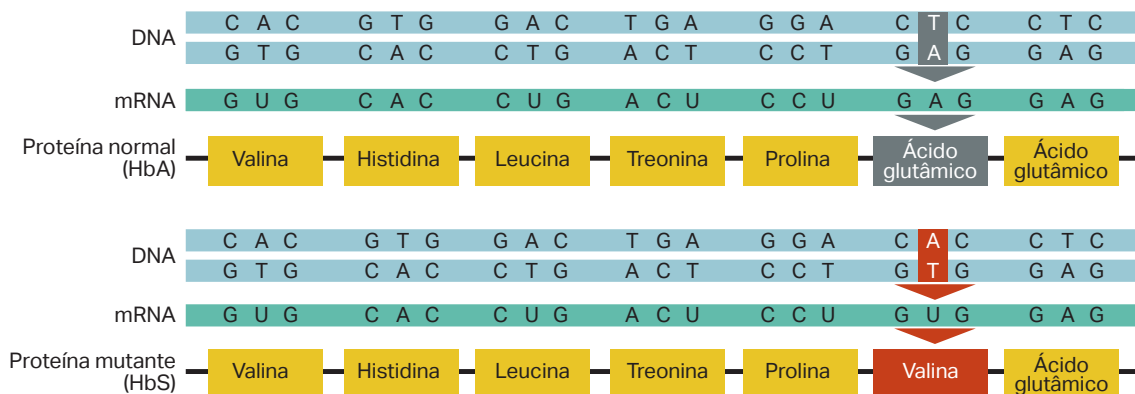 DNA
C A C G T G G A C T G A G G A C T C C T C
G T G C A C C T G A C T C C T G A G G A G
mRNA G U G C A C C U G A C U C C U G A G G A G
Proteína normal
(HbA)
Valina Histidina Leucina Treonina Prolina Ácido
glutâmico
Ácido
glutâmico
DNA
C A C G T G G A C T G A G G A C A C C T C
G T G C A C C T G A C T C C T G T G G A G
mRNA G U G C A C C U G A C U C C U G U G G A G
Proteína mutante
(HbS)
Valina Histidina Leucina Treonina Prolina Valina Ácido
glutâmico